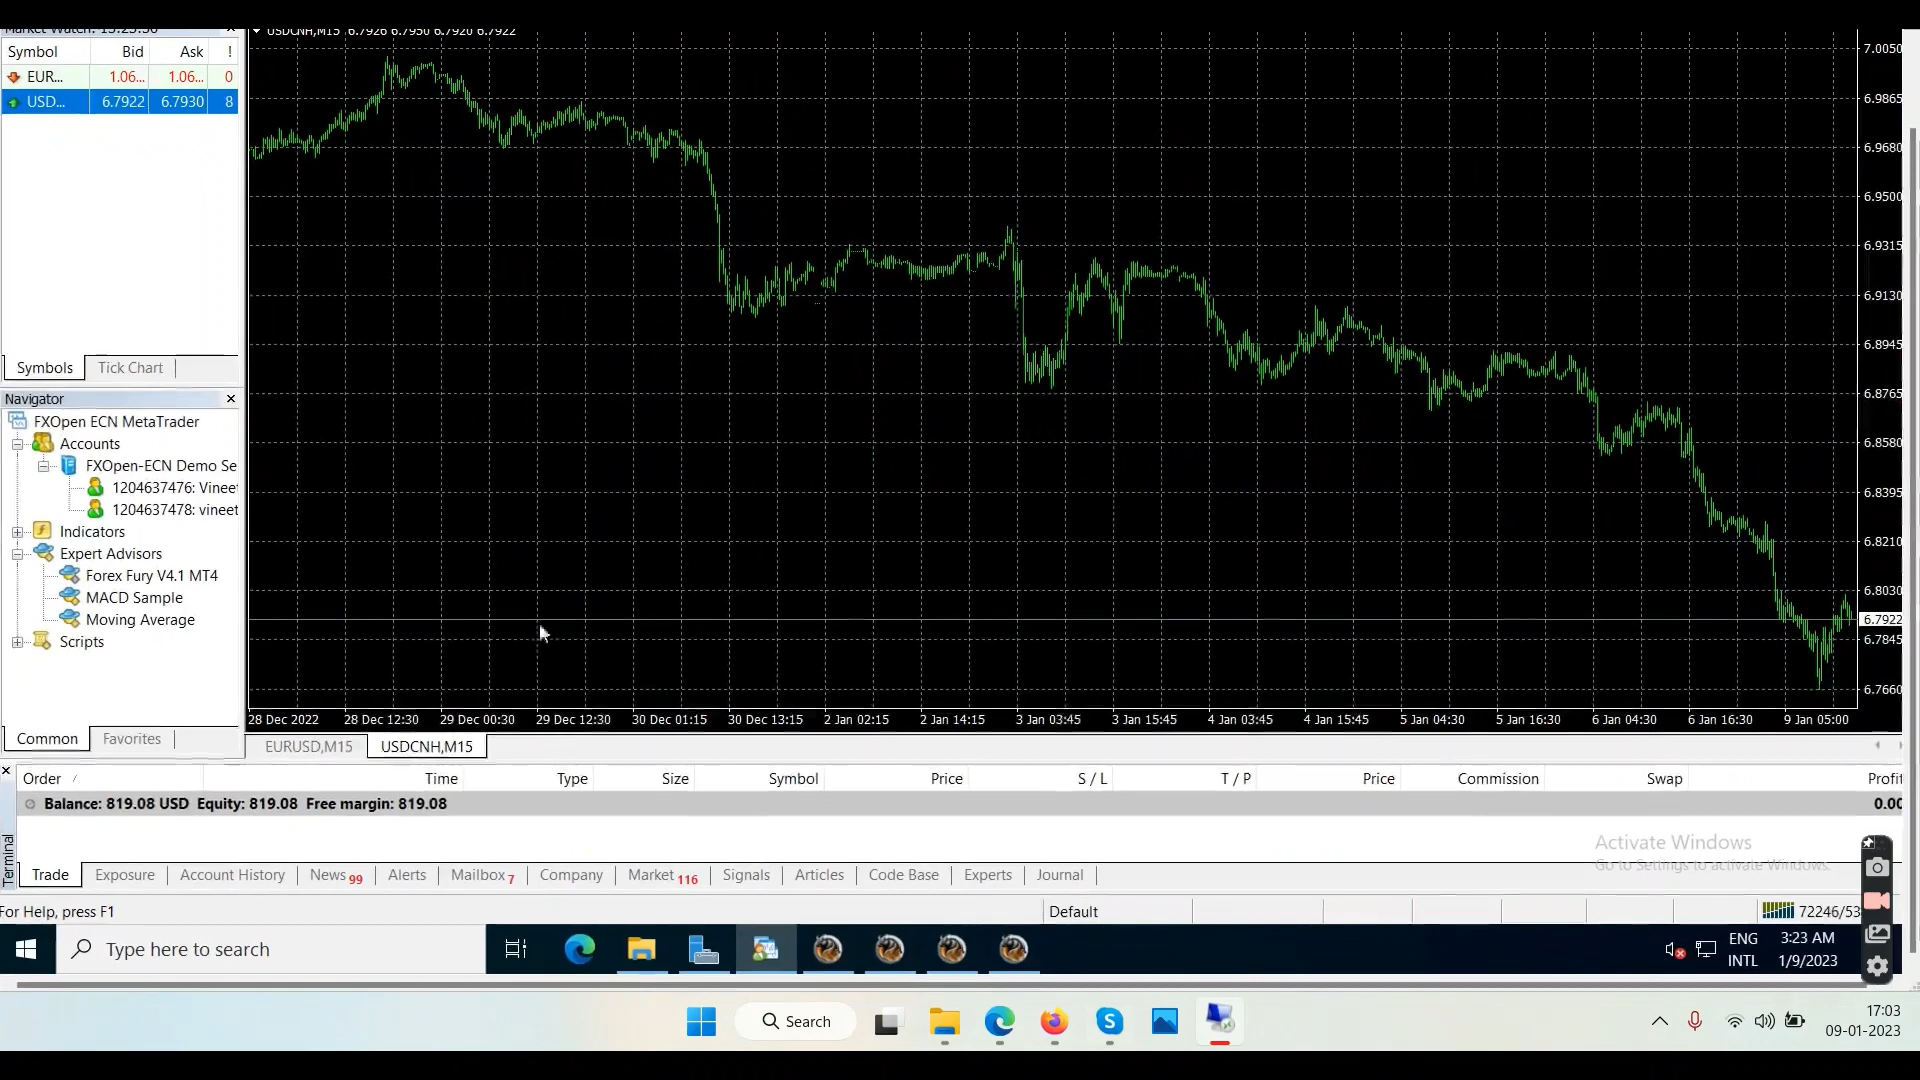 Market Watch: 13:23:30
USDCNH,M15 6.7926 6.7950 6.7920 6.7922
Symbol Bid Ask !
EUR... 1.06... 1.06... 0
USD... 6.7922 6.7930 8
Symbols Tick Chart
Navigator
FXOpen ECN MetaTrader
Accounts
FXOpen-ECN Demo Se
1204637476: Vineet
1204637478: vineet
Indicators
Expert Advisors
Forex Fury V4.1 MT4
MACD Sample
Moving Average
Scripts
Common Favorites
7.0050
6.9865
6.9680
6.9500
6.9315
6.9130
6.8945
6.8765
6.8580
6.8395
6.8210
6.8030
6.7922
6.7845
6.7660
28 Dec 2022 28 Dec 12:30 29 Dec 00:30 29 Dec 12:30 30 Dec 01:15 30 Dec 13:15 2 Jan 02:15 2 Jan 14:15 3 Jan 03:45 3 Jan 15:45 4 Jan 03:45 4 Jan 15:45 5 Jan 04:30 5 Jan 16:30 6 Jan 04:30 6 Jan 16:30 9 Jan 05:00
EURUSD,M15 USDCNH,M15
Order / Time Type Size Symbol Price S / L T / P Price Commission Swap Profit
Balance: 819.08 USD Equity: 819.08 Free margin: 819.08 0.00
Terminal
Activate Windows
Go to Settings to activate Windows.
Trade Exposure Account History News 99 Alerts Mailbox 7 Company Market 116 Signals Articles Code Base Experts Journal
For Help, press F1 Default 72246/53
Type here to search ENG 3:23 AM
INTL 1/9/2023
Search 17:03
09-01-2023